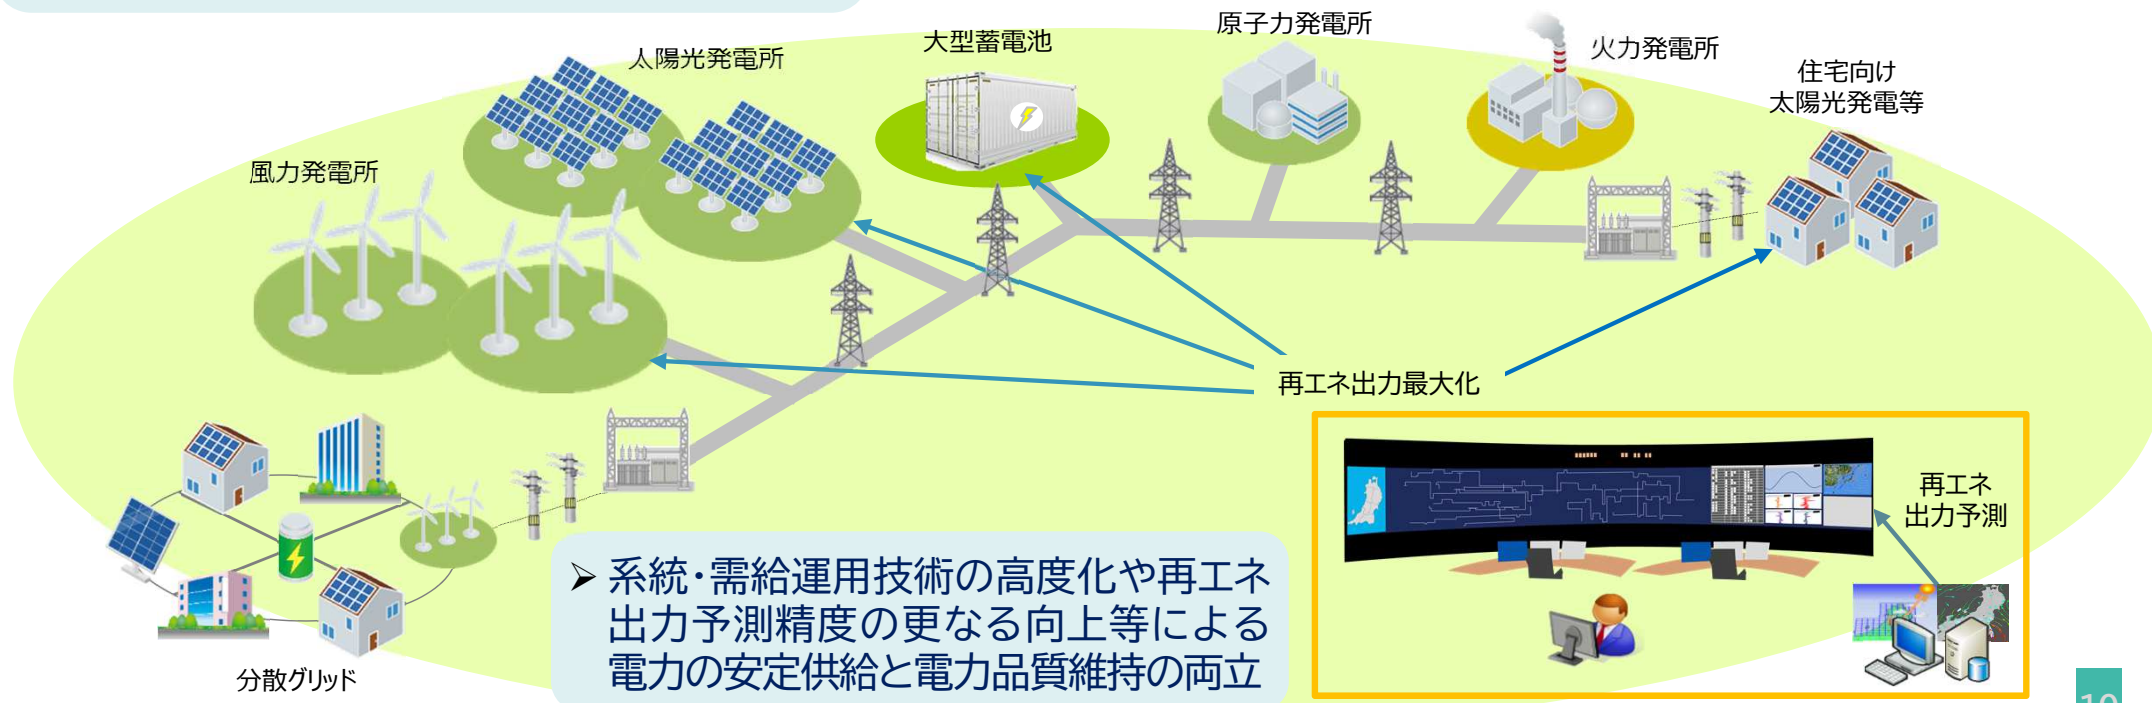 原子力発電所
大型蓄電池
火力発電所
太陽光発電所
住宅向け
太陽光発電等
風力発電所
再エネ出力最大化
再エネ
出力予測
➢ 系統・需給運用技術の高度化や再エネ
出力予測精度の更なる向上等による
電力の安定供給と電力品質維持の両立
分散グリッド